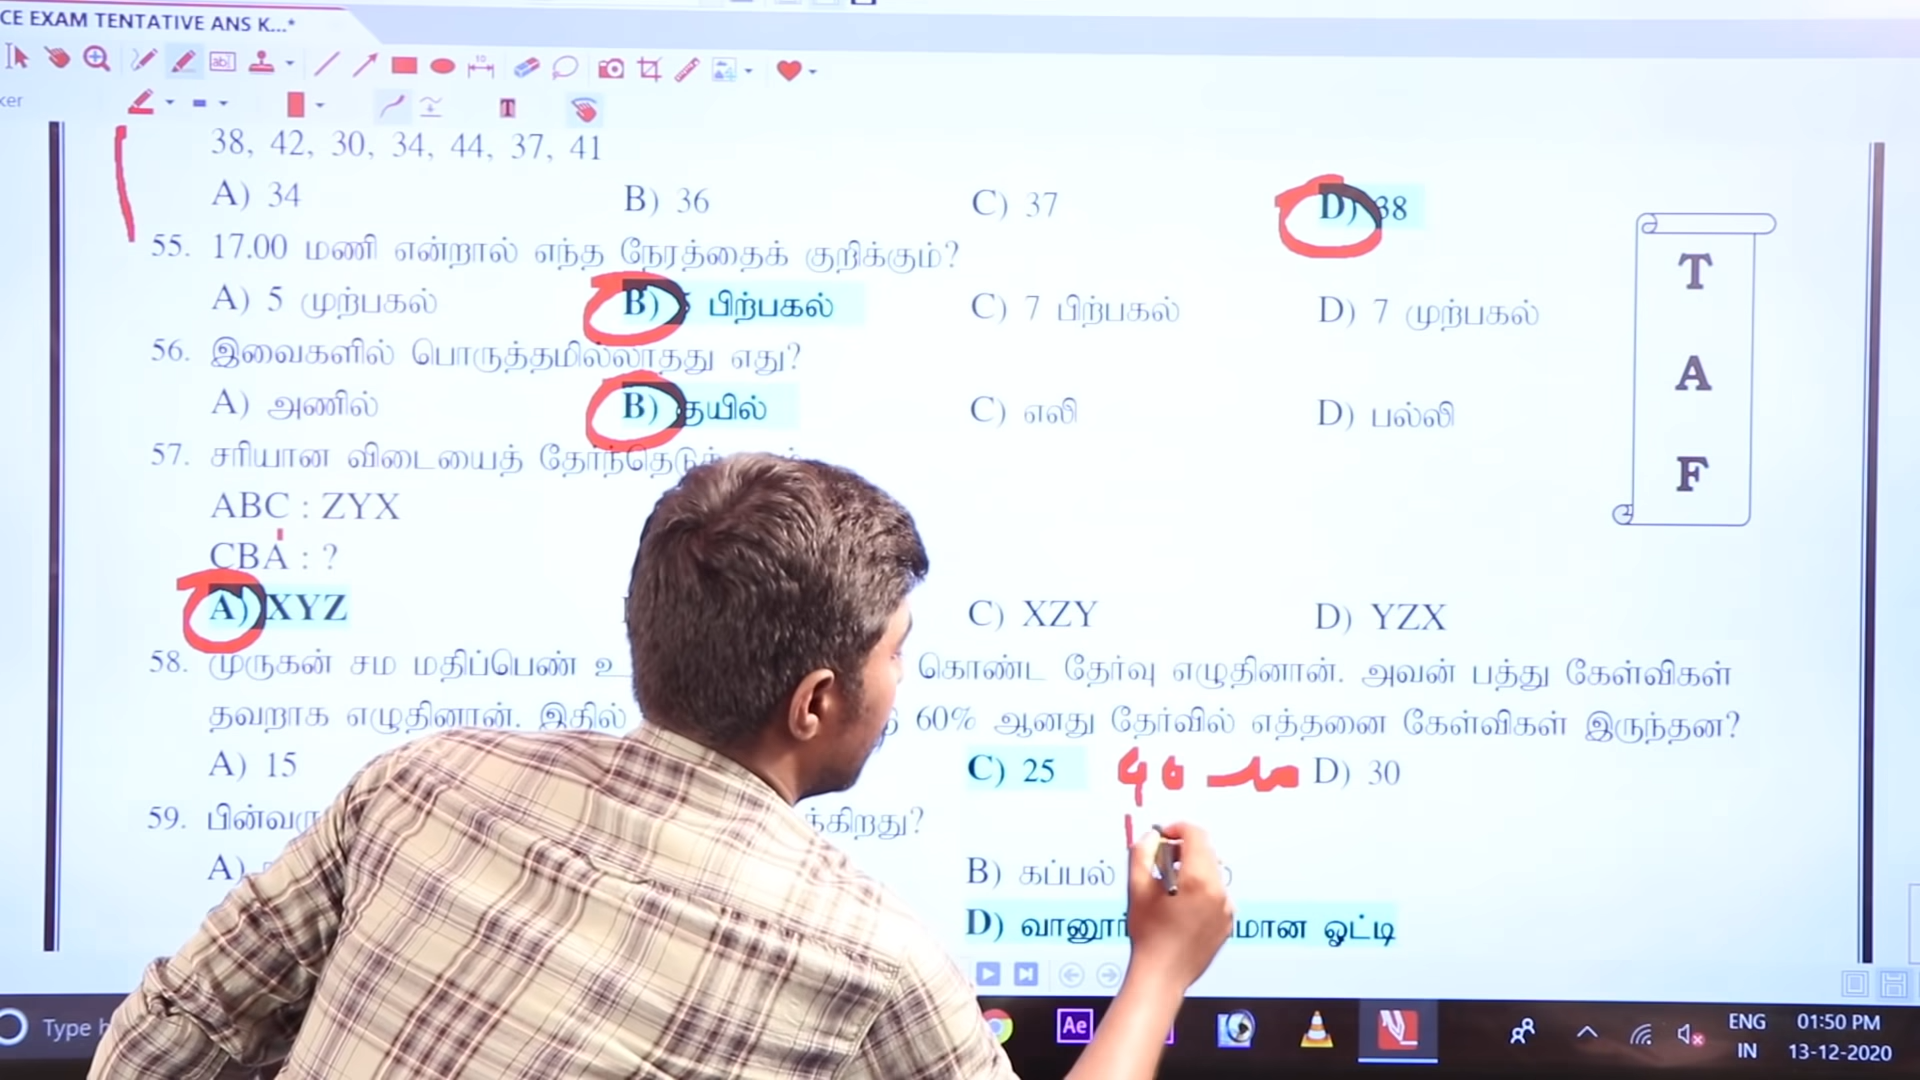 CE EXAM TENTATIVE ANS K...*
38, 42, 30, 34, 44, 37, 41
A) 34 B) 36 C) 37 D) 38
55. 17.00 மணி என்றால் எந்த நேரத்தைக் குறிக்கும்?
A) 5 முற்பகல் B) 5 பிற்பகல் C) 7 பிற்பகல் D) 7 முற்பகல்
56. இவைகளில் பொருத்தமில்லாதது எது?
A) அணில் B) குயில் C) எலி D) பல்லி
57. சரியான விடையைத்
ABC : ZYX
CBA : ?
A) XYZ C) XZY D) YZX
58. முருகன் சம மதிப்பெண் கொண்ட தேர்வு எழுதினான். அவன் பத்து கேள்விகள்
தவறாக எழுதினான். இதில் 60% ஆனது தேர்வில் எத்தனை கேள்விகள் இருந்தன?
A) 15 C) 25 40 D) 30
59.
A) B) கப்பல்
D) ஓட்டி
T
A
F
Type
Ae
ENG 01:50 PM
IN 13-12-2020